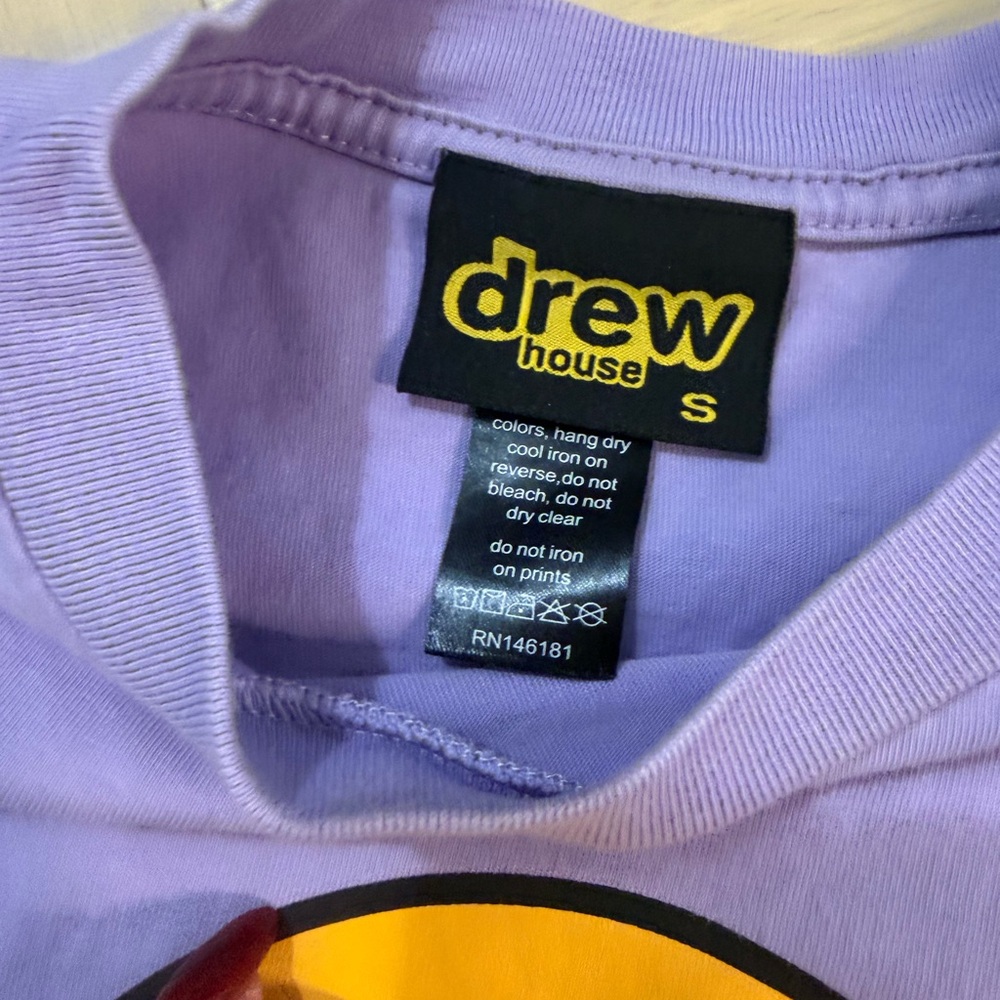 drew
house
S
colors, hang dry
cool iron on
reverse,do not
bleach, do not
dry clear
do not iron
on prints
RN146181